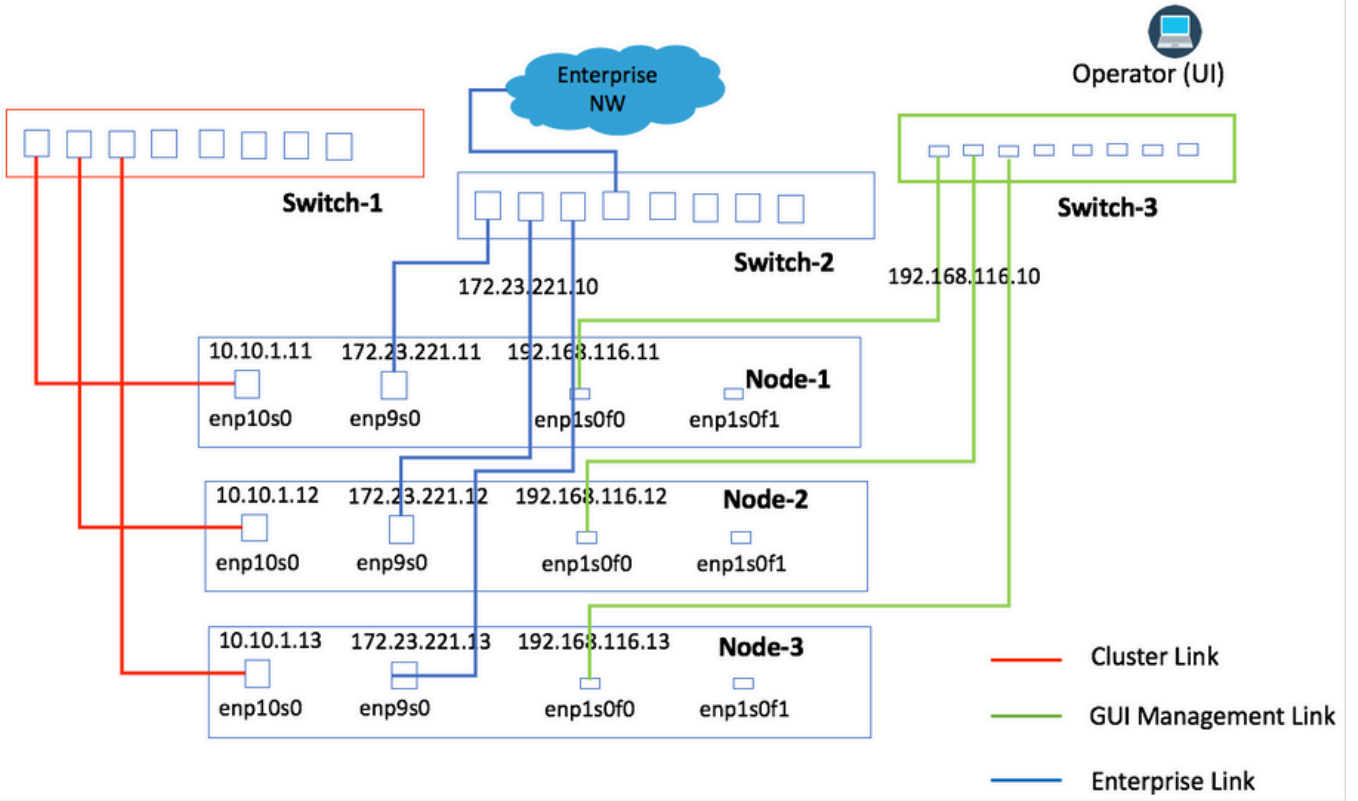 Operator (UI)
Enterprise
NW
Switch-1
Switch-2
Switch-3
172.23.221.10
192.168.116.10
10.10.1.11
172.23.221.11
192.168.116.11
Node-1
enp10s0
enp9s0
enp1s0f0
enp1s0f1
10.10.1.12
172.23.221.12
192.168.116.12
Node-2
enp10s0
enp9s0
enp1s0f0
enp1s0f1
10.10.1.13
172.23.221.13
192.168.116.13
Node-3
enp10s0
enp9s0
enp1s0f0
enp1s0f1
Cluster Link
GUI Management Link
Enterprise Link